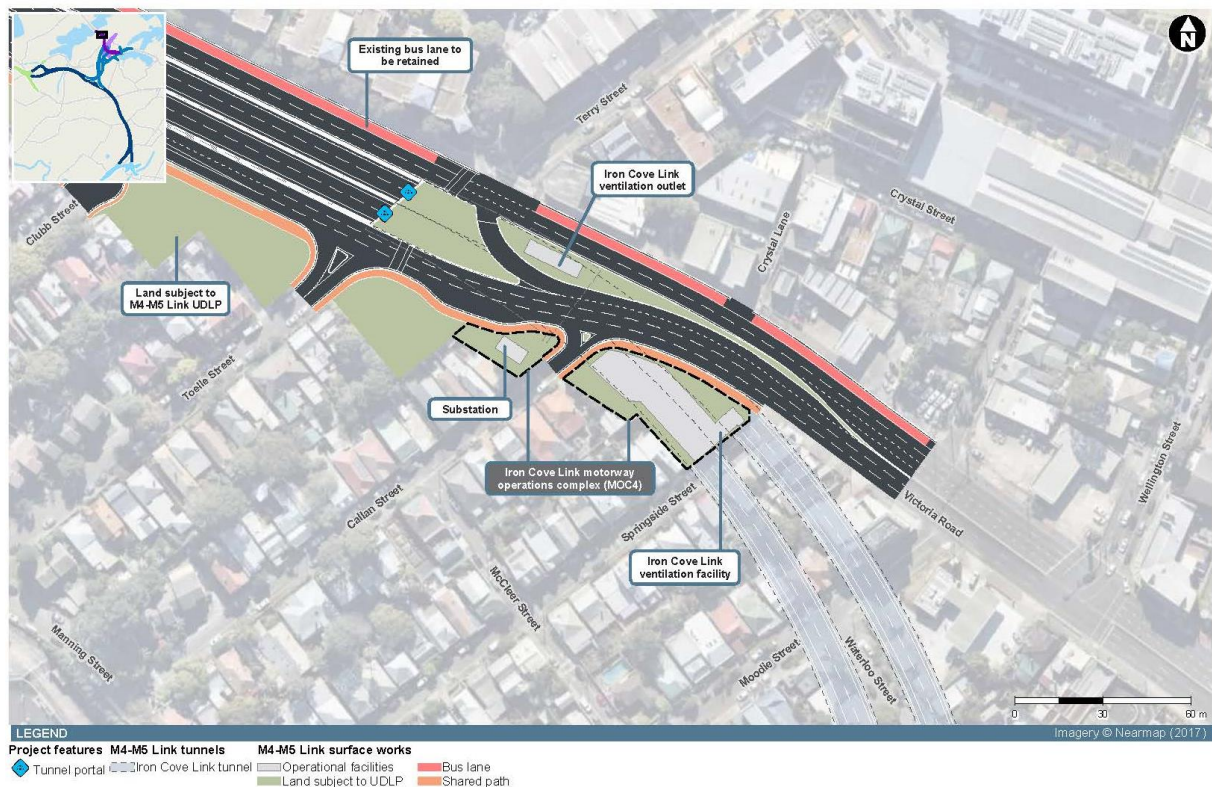 N
Existing bus lane to
be retained
Terry Street
Iron Cove Link
ventilation outlet
Crystal Street
Crystal Lane
Clubb Street
Land subject to
M4-M5 Link UDLP
Toelle Street
Substation
Iron Cove Link motorway
operations complex (MOC4)
Callan Street
Springside Street
Victoria Road
Wellington Street
Iron Cove Link
ventilation facility
McCleer Street
Manning Street
Moodie Street
Waterloo Street
0 30 60 m
LEGEND
Imagery © Nearmap (2017)
Project features M4-M5 Link tunnels M4-M5 Link surface works
Tunnel portal Iron Cove Link tunnel Operational facilities Bus lane
Land subject to UDLP Shared path